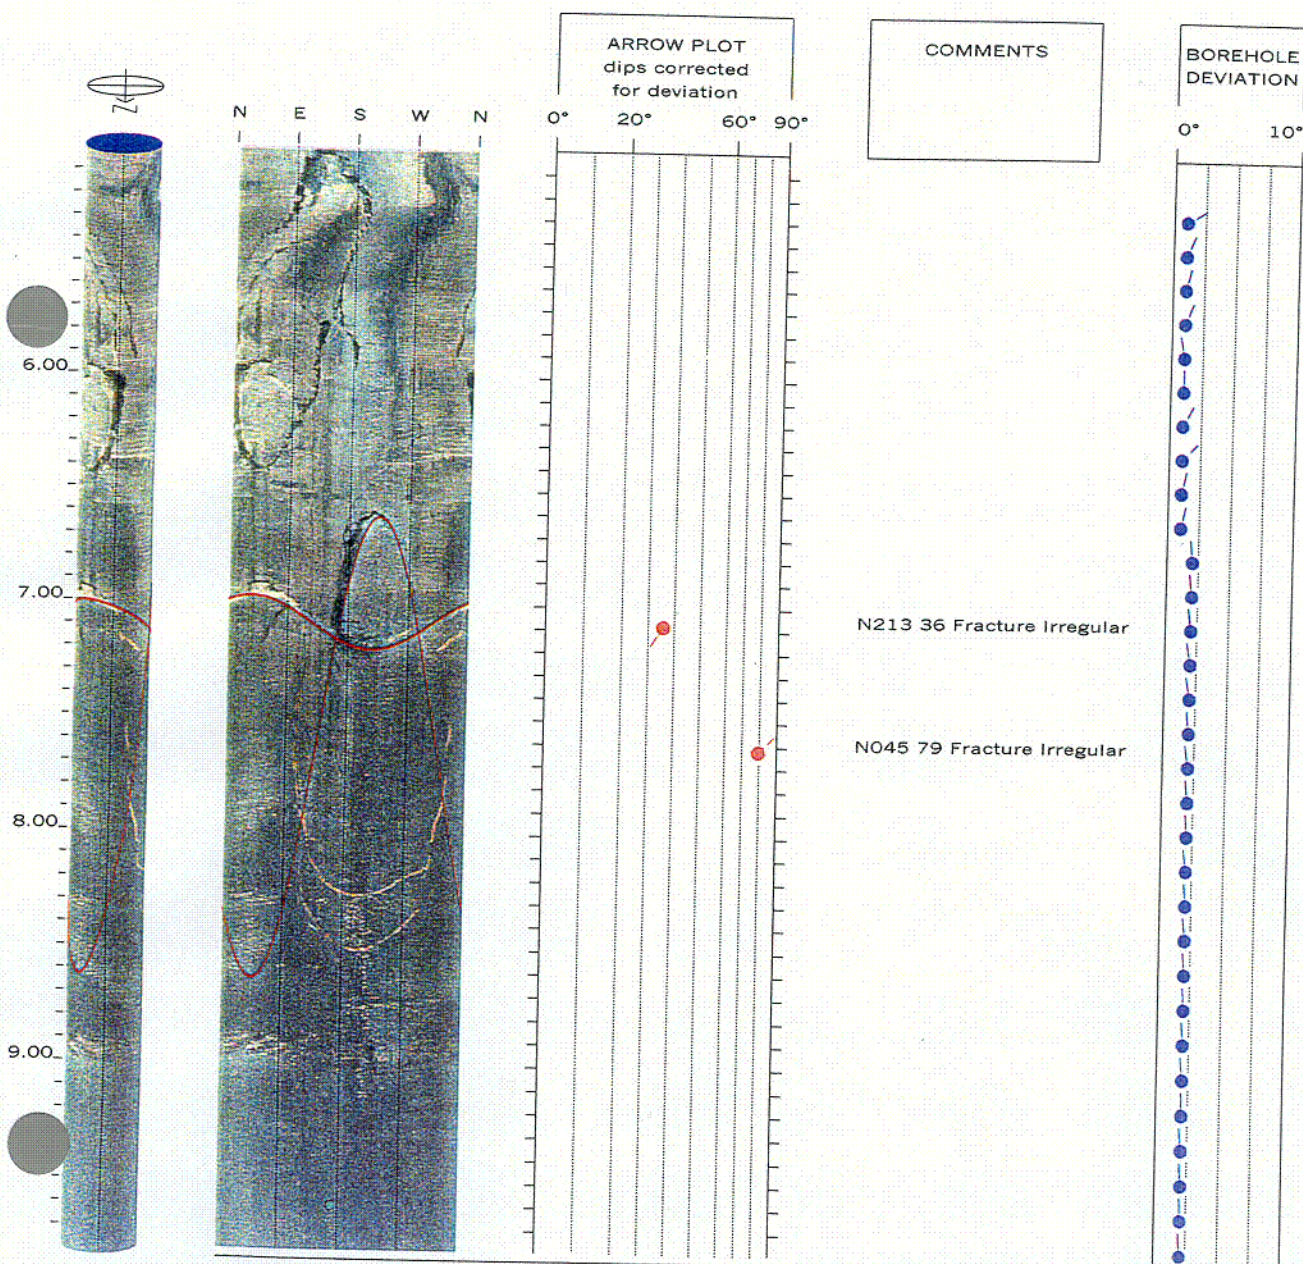 ARROW PLOT
dips corrected
for deviation
COMMENTS
BOREHOLE
DEVIATION
N
N E S W N
0° 20° 60° 90°
0° 10°
6.00
7.00
N213 36 Fracture Irregular
N045 79 Fracture Irregular
8.00
9.00